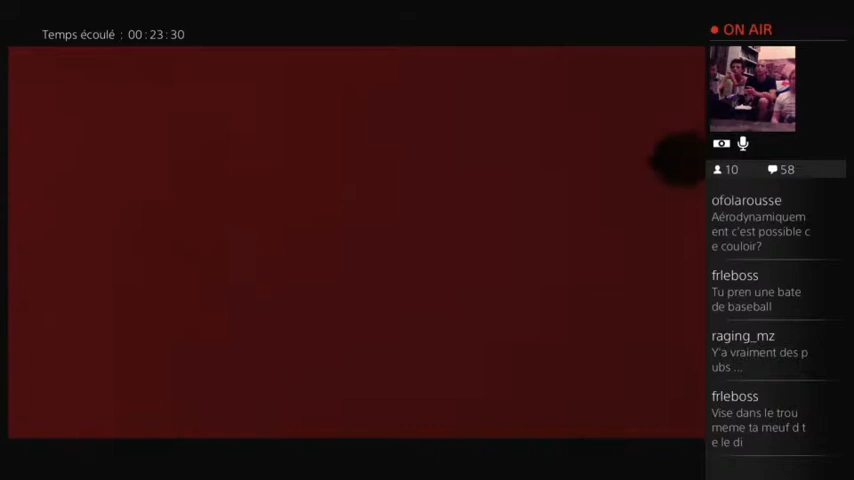 Temps écoulé : 00:23:30
ON AIR
10 58
ofolarousse
Aérodynamiquem
ent c'est possible c
e couloir?
frleboss
Tu pren une bate
de baseball
raging_mz
Y'a vraiment des p
ubs ...
frleboss
Vise dans le trou
meme ta meuf d t
e le di